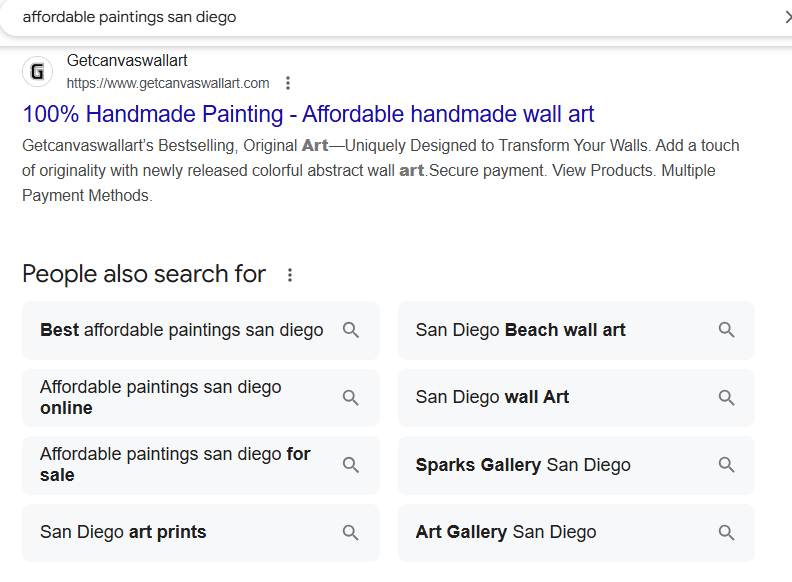 affordable paintings san diego
G
Getcanvaswallart
https://www.getcanvaswallart.com
100% Handmade Painting - Affordable handmade wall art
Getcanvaswallart's Bestselling, Original Art—Uniquely Designed to Transform Your Walls. Add a touch
of originality with newly released colorful abstract wall art.Secure payment. View Products. Multiple
Payment Methods.
People also search for
Best affordable paintings san diego
San Diego Beach wall art
Affordable paintings san diego
online
San Diego wall Art
Affordable paintings san diego for
sale
Sparks Gallery San Diego
San Diego art prints
Art Gallery San Diego